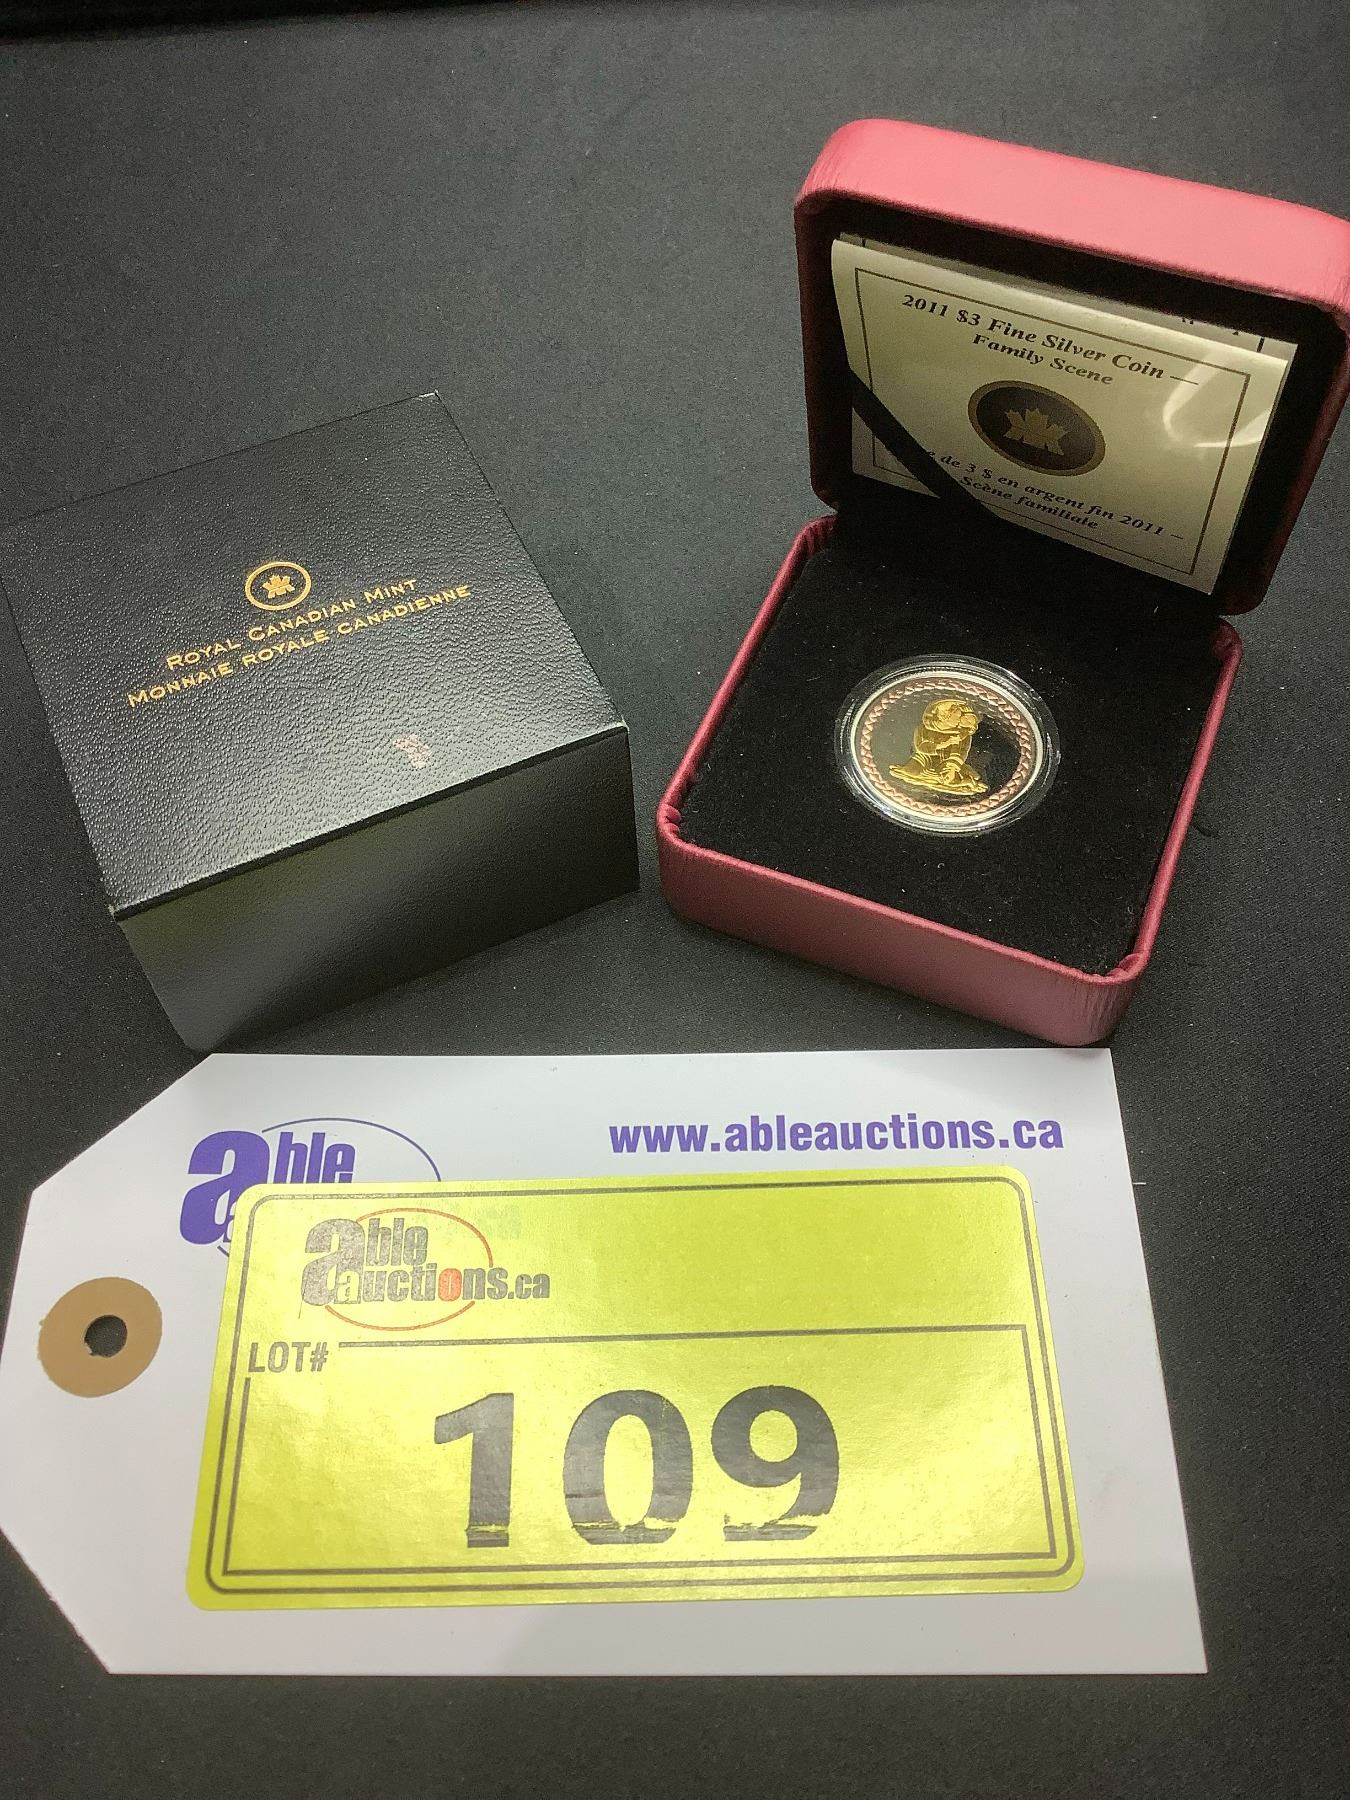 2011 $3 Fine Silver Coin —
Family Scene
de 3 $ en argent fin 2011 –
Scène familiale
ROYAL CANADIAN MINT
MONNAIE ROYALE CANADIENNE
www.ableauctions.ca
able
able
auctions.ca
LOT#
109